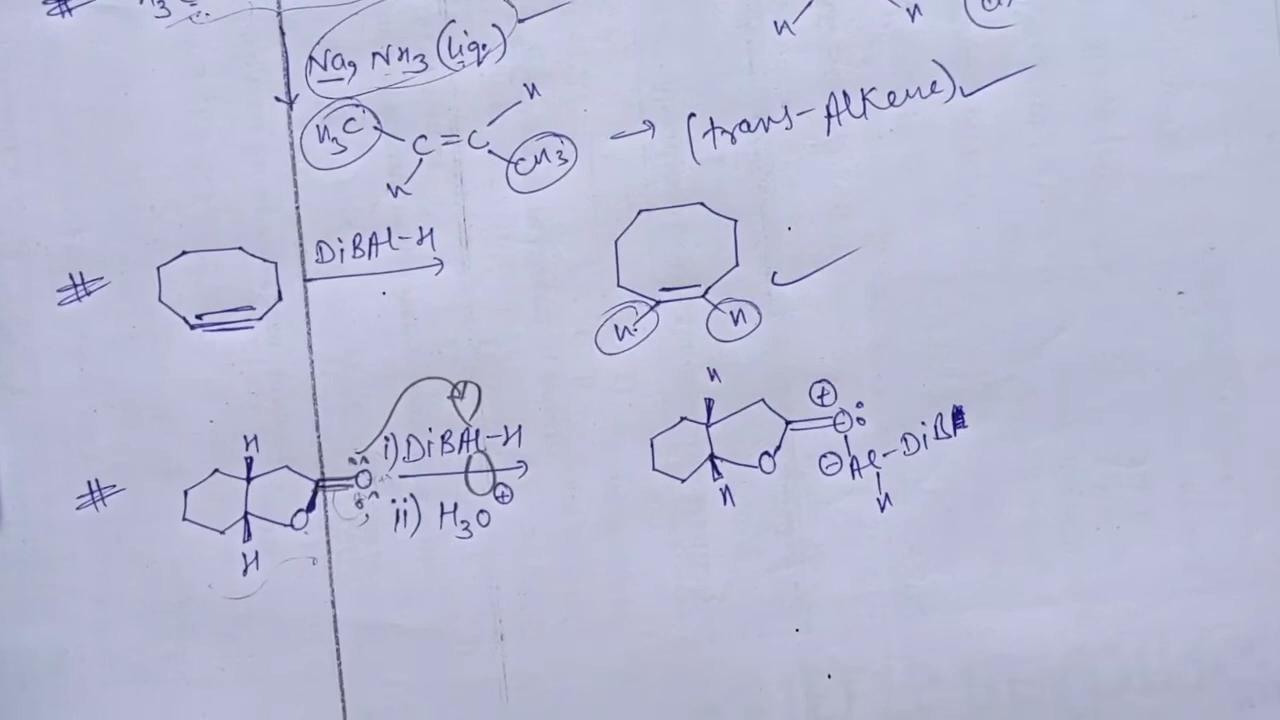 #
Na, NH3 (liq.)
H
H3C C=C CH3 → (trans-Alkene)
H
# DiBAl-H
H H
H H
i) DiBAl-H ⊕
O O: 
# O O ⊖ Al-DiBA
ii) H3O⊕ H H
H